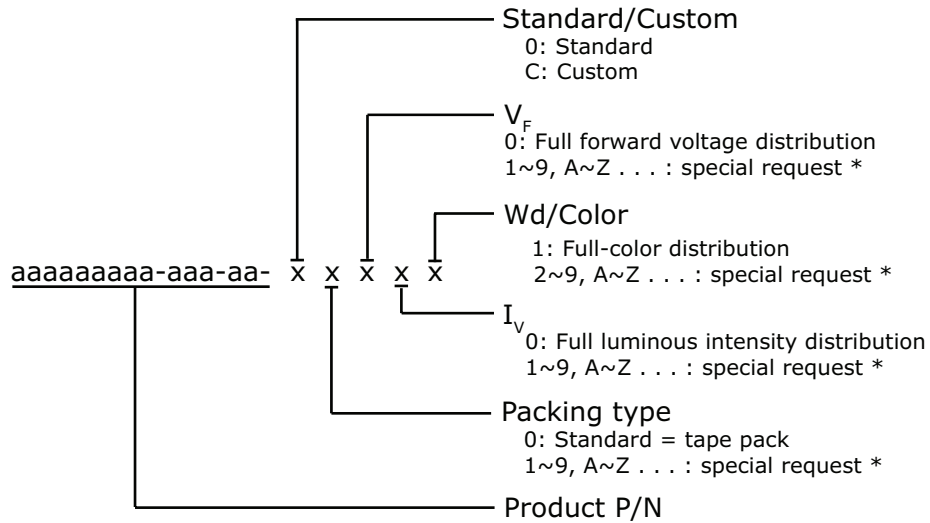 Standard/Custom
0: Standard
C: Custom
VF
0: Full forward voltage distribution
1~9, A~Z . . . : special request *
Wd/Color
1: Full-color distribution
2~9, A~Z . . . : special request *
aaaaaaaaa-aaa-aa- x x x x x
IV
0: Full luminous intensity distribution
1~9, A~Z . . . : special request *
Packing type
0: Standard = tape pack
1~9, A~Z . . . : special request *
Product P/N